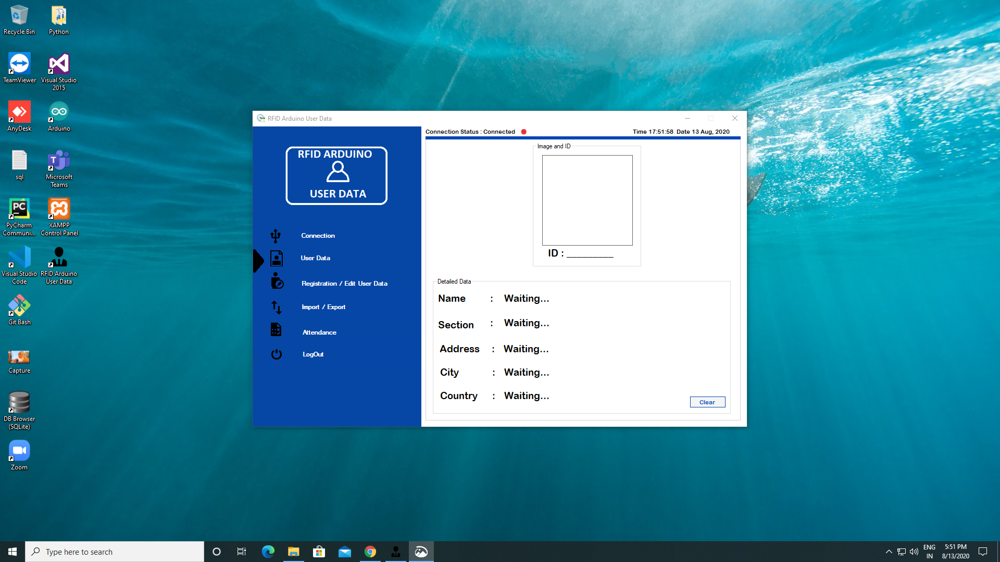 Recycle Bin
Python
TeamViewer
Visual Studio
2015
AnyDesk
Arduino
sql
Microsoft
Teams
PyCharm
Communi...
XAMPP
Control Panel
Visual Studio
Code
RFID Arduino
User Data
Git Bash
Capture
DB Browser
(SQLite)
Zoom
RFID Arduino User Data
RFID ARDUINO
USER DATA
Connection
User Data
Registration / Edit User Data
Import / Export
Attendance
LogOut
Connection Status : Connected
Time 17:51:58 Date 13 Aug, 2020
Image and ID
ID : _________
Detailed Data
Name : Waiting...
Section : Waiting...
Address : Waiting...
City : Waiting...
Country : Waiting...
Clear
Type here to search
ENG
IN
5:51 PM
8/13/2020